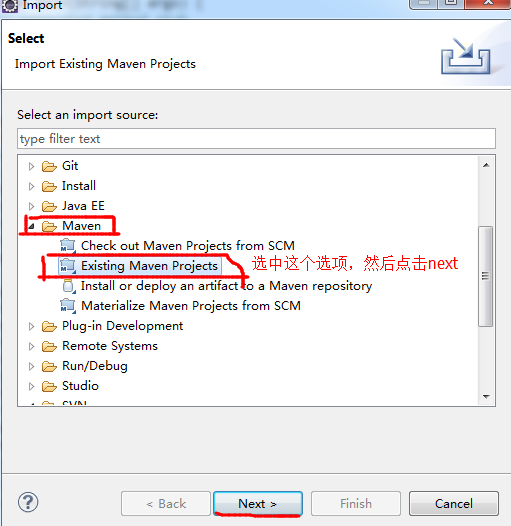 Import
Select
Import Existing Maven Projects
Select an import source:
type filter text
Git
Install
Java EE
Maven
Check out Maven Projects from SCM
Existing Maven Projects
选中这个选项，然后点击next
Install or deploy an artifact to a Maven repository
Materialize Maven Projects from SCM
Plug-in Development
Remote Systems
Run/Debug
Studio
SVN
< Back
Next >
Finish
Cancel